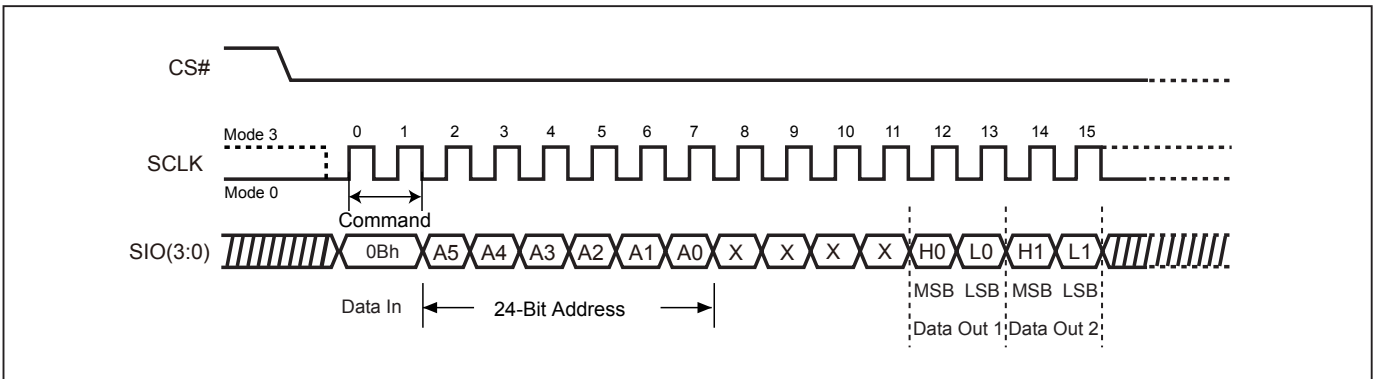 CS#
Mode 3
0 1 2 3 4 5 6 7 8 9 10 11 12 13 14 15
SCLK
Mode 0
Command
SIO(3:0) 0Bh A5 A4 A3 A2 A1 A0 X X X X H0 L0 H1 L1
MSB LSB MSB LSB
Data In 24-Bit Address
Data Out 1 Data Out 2